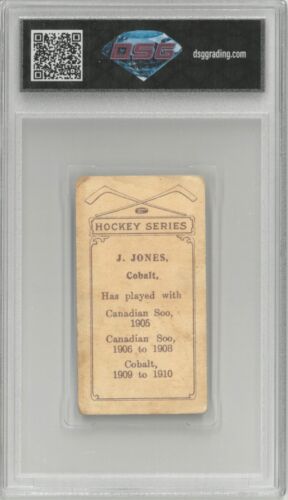 DSG
dsggrading.com
HOCKEY SERIES
J. JONES,
Cobalt,
Has played with
Canadian Soo,
1905
Canadian Soo,
1906 to 1908
Cobalt,
1909 to 1910